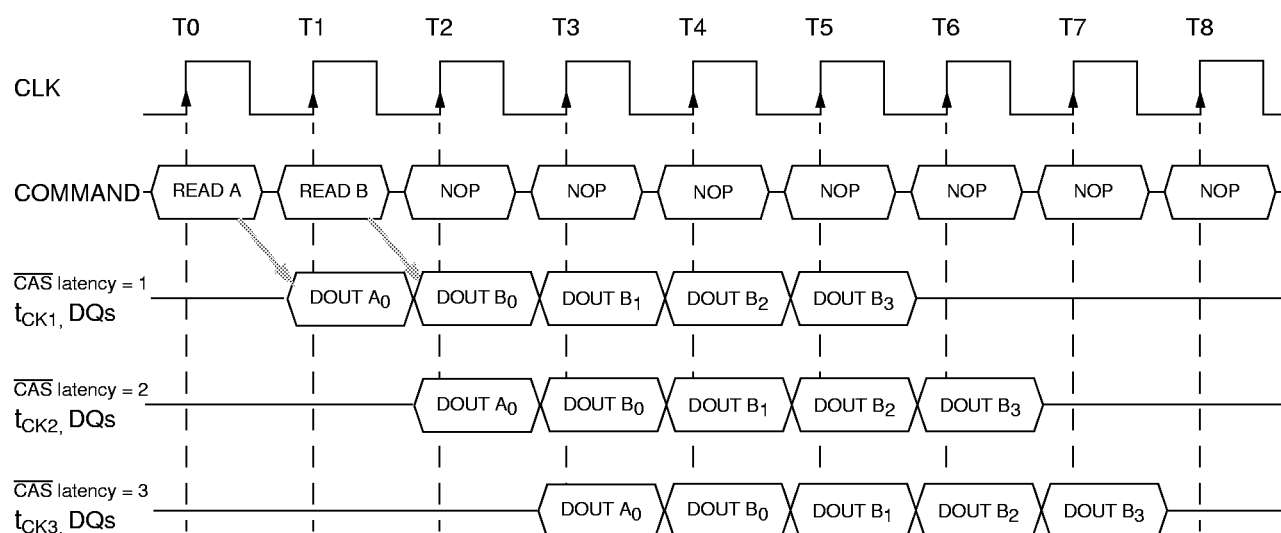 T0 T1 T2 T3 T4 T5 T6 T7 T8
CLK
COMMAND READ A READ B NOP NOP NOP NOP NOP NOP NOP
CAS latency = 1
tCK1, DQs DOUT A0 DOUT B0 DOUT B1 DOUT B2 DOUT B3
CAS latency = 2
tCK2, DQs DOUT A0 DOUT B0 DOUT B1 DOUT B2 DOUT B3
CAS latency = 3
tCK3, DQs DOUT A0 DOUT B0 DOUT B1 DOUT B2 DOUT B3